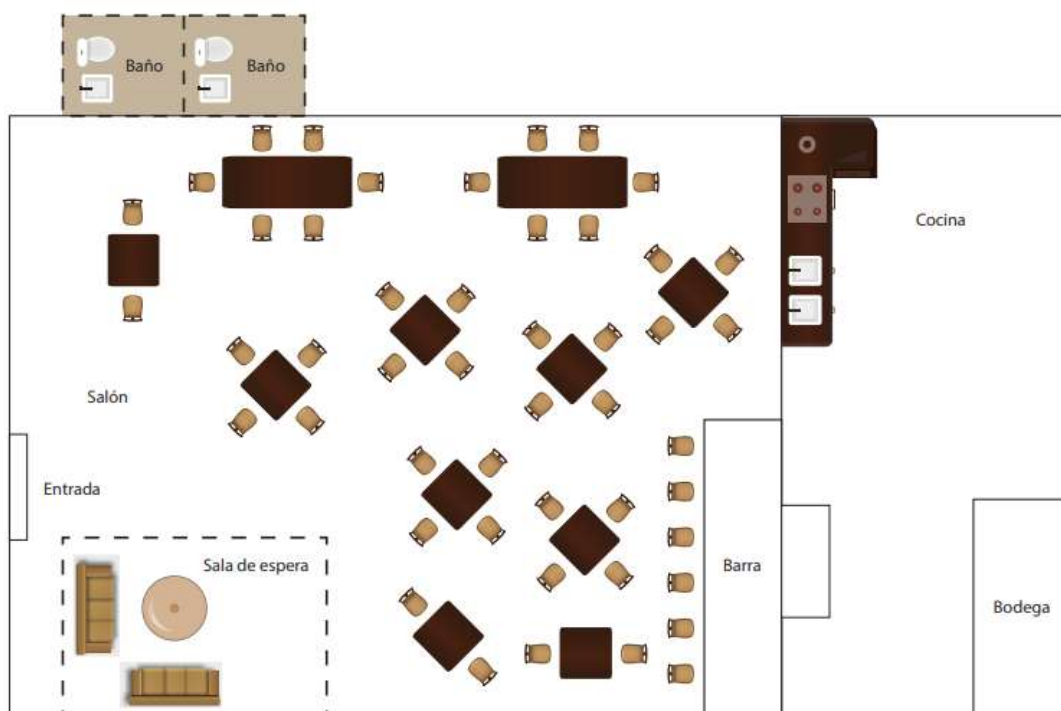 Baño
Baño
Cocina
Salón
Entrada
Sala de espera
Barra
Bodega